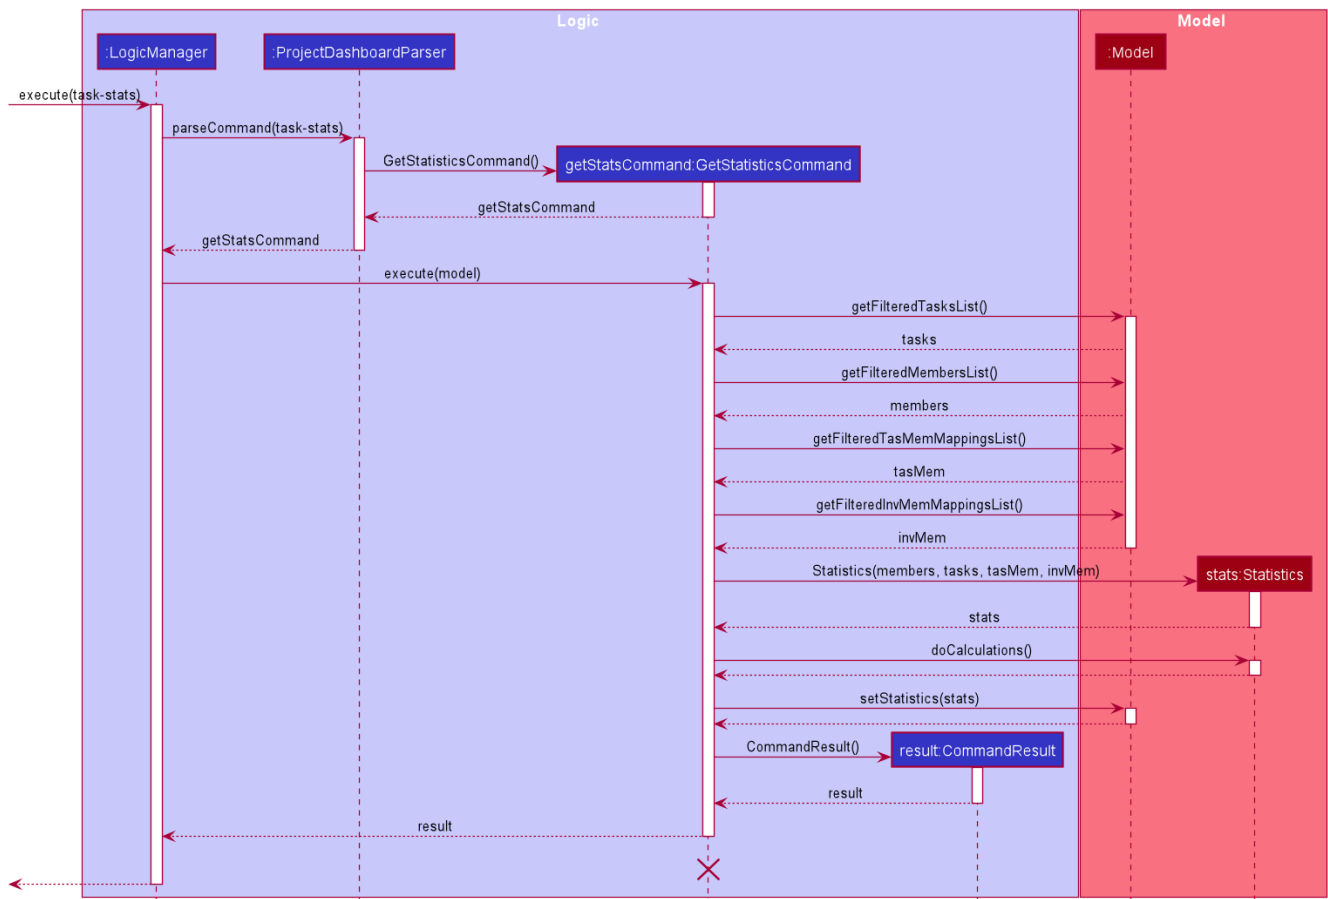 Logic
Model
:LogicManager
:ProjectDashboardParser
:Model
execute(task-stats)
parseCommand(task-stats)
GetStatisticsCommand()
getStatsCommand:GetStatisticsCommand
getStatsCommand
getStatsCommand
execute(model)
getFilteredTasksList()
tasks
getFilteredMembersList()
members
getFilteredTasMemMappingsList()
tasMem
getFilteredInvMemMappingsList()
invMem
Statistics(members, tasks, tasMem, invMem)
stats:Statistics
stats
doCalculations()
setStatistics(stats)
CommandResult()
result:CommandResult
result
result